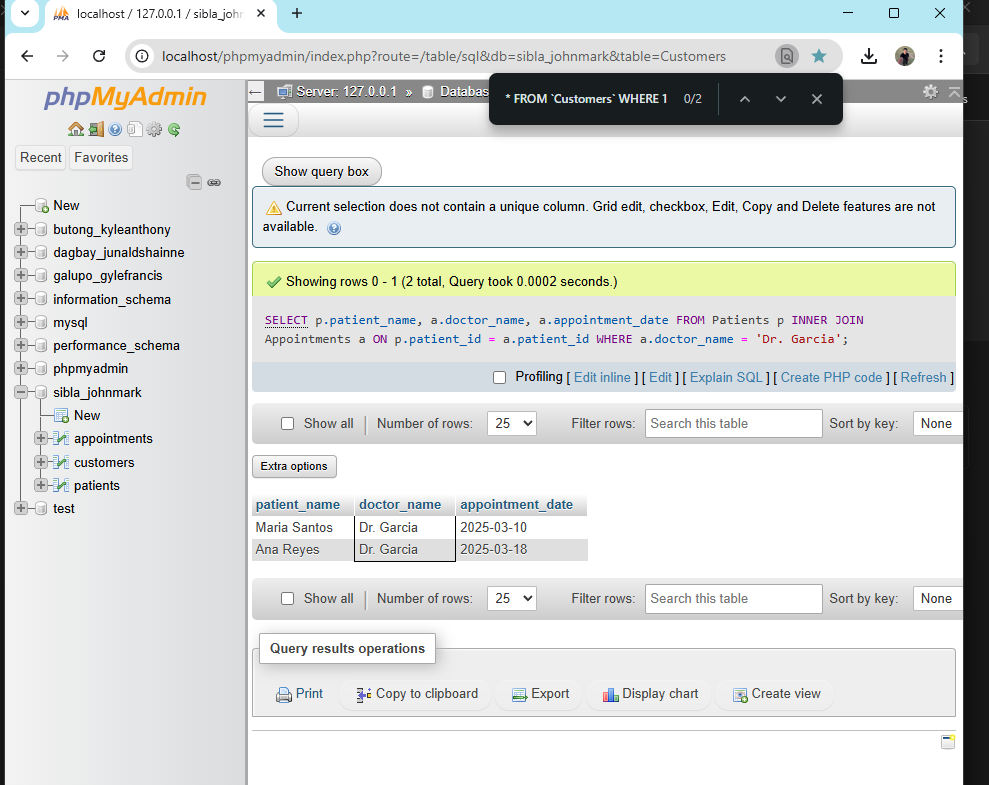 PMA
localhost / 127.0.0.1 / sibla_john
localhost/phpmyadmin/index.php?route=/table/sql&db=sibla_johnmark&table=Customers
* FROM `Customers` WHERE 1 0/2
phpMyAdmin
Recent Favorites
New
butong_kyleanthony
dagbay_junaldshainne
galupo_gylefrancis
information_schema
mysql
performance_schema
phpmyadmin
sibla_johnmark
New
appointments
customers
patients
test
Server: 127.0.0.1 » Databas
Show query box
Current selection does not contain a unique column. Grid edit, checkbox, Edit, Copy and Delete features are not
available.
Showing rows 0 - 1 (2 total, Query took 0.0002 seconds.)
SELECT p.patient_name, a.doctor_name, a.appointment_date FROM Patients p INNER JOIN
Appointments a ON p.patient_id = a.patient_id WHERE a.doctor_name = 'Dr. Garcia';
Profiling [ Edit inline ] [ Edit ] [ Explain SQL ] [ Create PHP code ] [ Refresh ]
Show all Number of rows: 25 Filter rows: Search this table Sort by key: None
Extra options
patient_name doctor_name appointment_date
Maria Santos Dr. Garcia 2025-03-10
Ana Reyes Dr. Garcia 2025-03-18
Show all Number of rows: 25 Filter rows: Search this table Sort by key: None
Query results operations
Print Copy to clipboard Export Display chart Create view